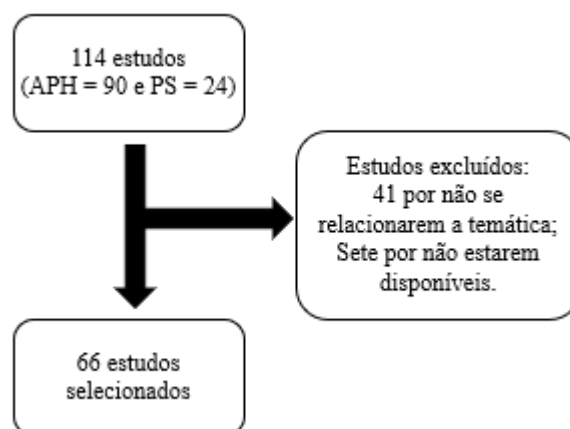 114 estudos
(APH = 90 e PS = 24)
Estudos excluídos:
41 por não se
relacionarem a temática;
Sete por não estarem
disponíveis.
66 estudos
selecionados